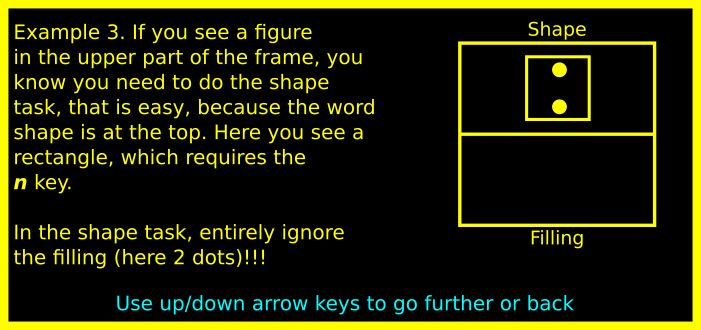 Example 3. If you see a figure
in the upper part of the frame, you
know you need to do the shape
task, that is easy, because the word
shape is at the top. Here you see a
rectangle, which requires the
n key.
In the shape task, entirely ignore
the filling (here 2 dots)!!!
Shape
Filling
Use up/down arrow keys to go further or back